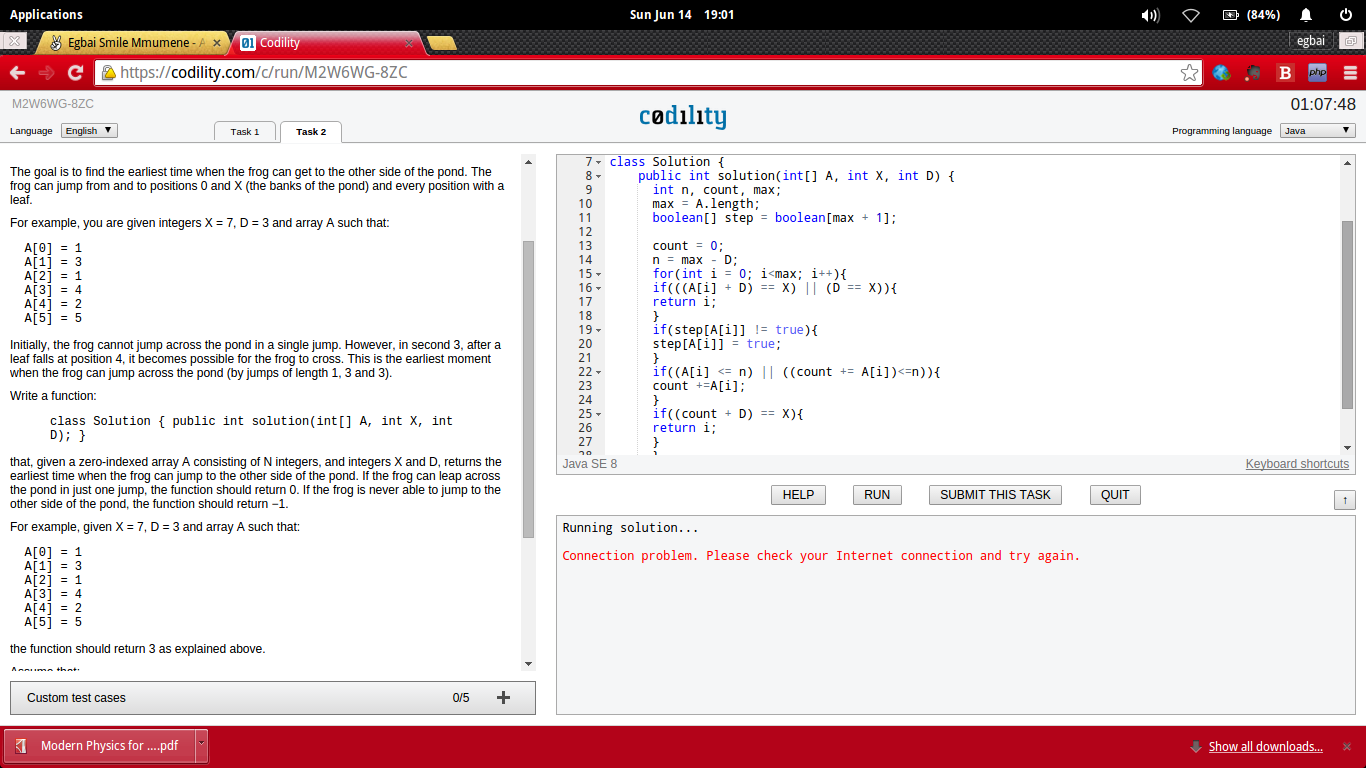 Applications
Sun Jun 14 19:01
(84%)
Egbai Smile Mmumene - A
Codility
egbai
https://codility.com/c/run/M2W6WG-8ZC
B
php
M2W6WG-8ZC
codility
01:07:48
Language English
Task 1
Task 2
Programming language Java
The goal is to find the earliest time when the frog can get to the other side of the pond. The
frog can jump from and to positions 0 and X (the banks of the pond) and every position with a
leaf.
For example, you are given integers X = 7, D = 3 and array A such that:
A[0] = 1
A[1] = 3
A[2] = 1
A[3] = 4
A[4] = 2
A[5] = 5
Initially, the frog cannot jump across the pond in a single jump. However, in second 3, after a
leaf falls at position 4, it becomes possible for the frog to cross. This is the earliest moment
when the frog can jump across the pond (by jumps of length 1, 3 and 3).
Write a function:
class Solution { public int solution(int[] A, int X, int
D); }
that, given a zero-indexed array A consisting of N integers, and integers X and D, returns the
earliest time when the frog can jump to the other side of the pond. If the frog can leap across
the pond in just one jump, the function should return 0. If the frog is never able to jump to the
other side of the pond, the function should return −1.
For example, given X = 7, D = 3 and array A such that:
A[0] = 1
A[1] = 3
A[2] = 1
A[3] = 4
A[4] = 2
A[5] = 5
the function should return 3 as explained above.
Assume that:
Custom test cases 0/5 +
7 class Solution {
8 public int solution(int[] A, int X, int D) {
9 int n, count, max;
10 max = A.length;
11 boolean[] step = boolean[max + 1];
12
13 count = 0;
14 n = max - D;
15 for(int i = 0; i<max; i++){
16 if(((A[i] + D) == X) || (D == X)){
17 return i;
18 }
19 if(step[A[i]] != true){
20 step[A[i]] = true;
21 }
22 if((A[i] <= n) || ((count += A[i])<=n)){
23 count +=A[i];
24 }
25 if((count + D) == X){
26 return i;
27 }
28 }
Java SE 8
Keyboard shortcuts
HELP
RUN
SUBMIT THIS TASK
QUIT
↑
Running solution...
Connection problem. Please check your Internet connection and try again.
Modern Physics for ....pdf
Show all downloads...